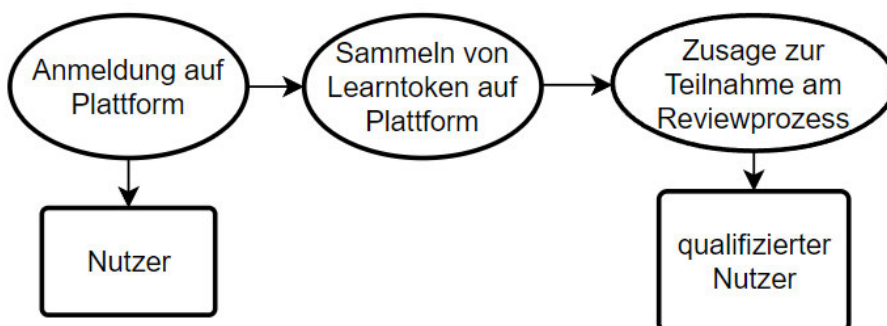 Anmeldung auf
Plattform
Sammeln von
Learntoken auf
Plattform
Zusage zur
Teilnahme am
Reviewprozess
Nutzer
qualifizierter
Nutzer